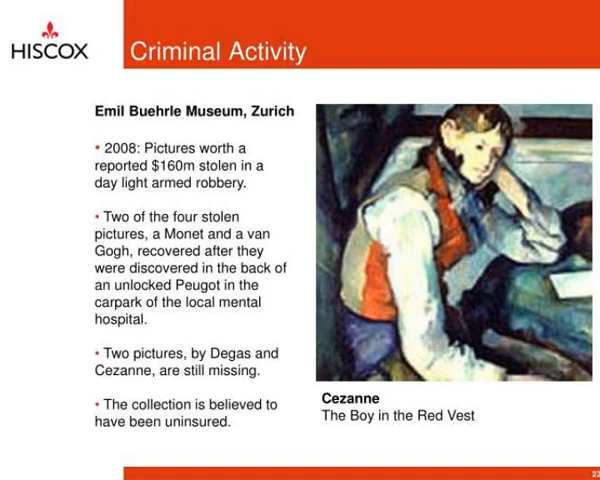 HISCOX
Criminal Activity
Emil Buehrle Museum, Zurich
• 2008: Pictures worth a
reported $160m stolen in a
day light armed robbery.
• Two of the four stolen
pictures, a Monet and a van
Gogh, recovered after they
were discovered in the back of
an unlocked Peugot in the
carpark of the local mental
hospital.
• Two pictures, by Degas and
Cezanne, are still missing.
• The collection is believed to
have been uninsured.
Cezanne
The Boy in the Red Vest
23